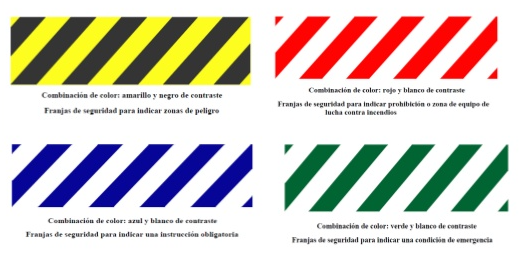 Combinación de color: amarillo y negro de contraste
Franjas de seguridad para indicar zonas de peligro
Combinación de color: rojo y blanco de contraste
Franjas de seguridad para indicar prohibición o zona de equipo de
lucha contra incendios
Combinación de color: azul y blanco de contraste
Franjas de seguridad para indicar una instrucción obligatoria
Combinación de color: verde y blanco de contraste
Franjas de seguridad para indicar una condición de emergencia